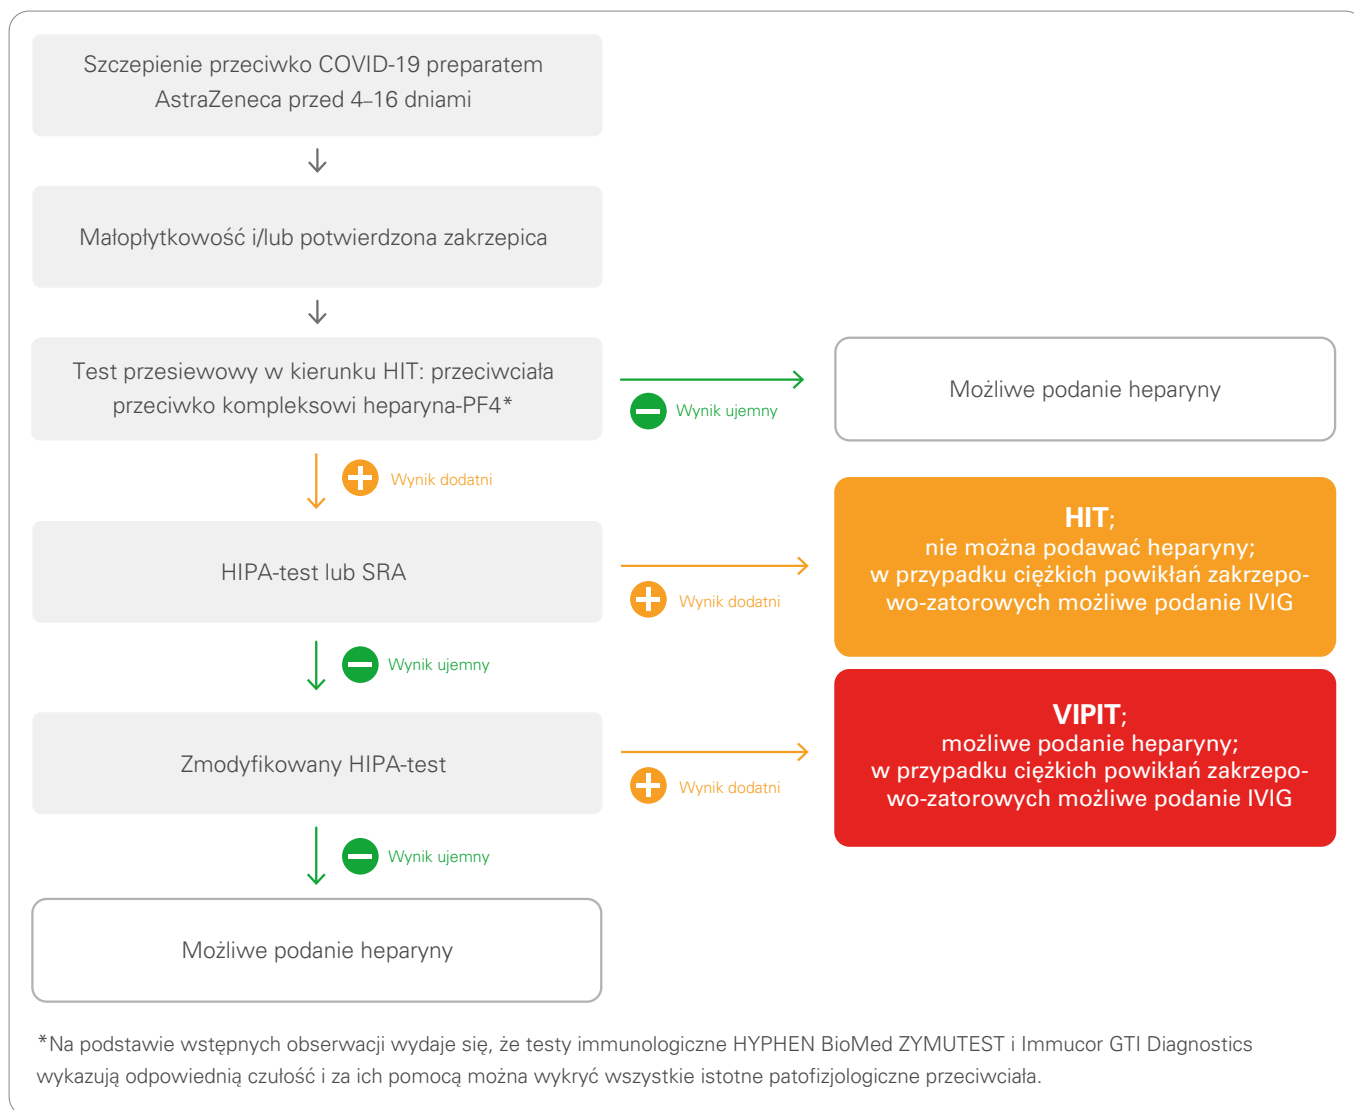 Szczepienie przeciwko COVID-19 preparatem
AstraZeneca przed 4–16 dniami
Małopłytkowość i/lub potwierdzona zakrzepica
Test przesiewowy w kierunku HIT: przeciwciała
przeciwko kompleksowi heparyna-PF4*
Wynik ujemny
Możliwe podanie heparyny
Wynik dodatni
HIPA-test lub SRA
Wynik dodatni
HIT;
nie można podawać heparyny;
w przypadku ciężkich powikłań zakrzepo-
wo-zatorowych możliwe podanie IVIG
Wynik ujemny
Zmodyfikowany HIPA-test
Wynik dodatni
VIPIT;
możliwe podanie heparyny;
w przypadku ciężkich powikłań zakrzepo-
wo-zatorowych możliwe podanie IVIG
Wynik ujemny
Możliwe podanie heparyny
*Na podstawie wstępnych obserwacji wydaje się, że testy immunologiczne HYPHEN BioMed ZYMUTEST i Immucor GTI Diagnostics
wykazują odpowiednią czułość i za ich pomocą można wykryć wszystkie istotne patofizjologiczne przeciwciała.